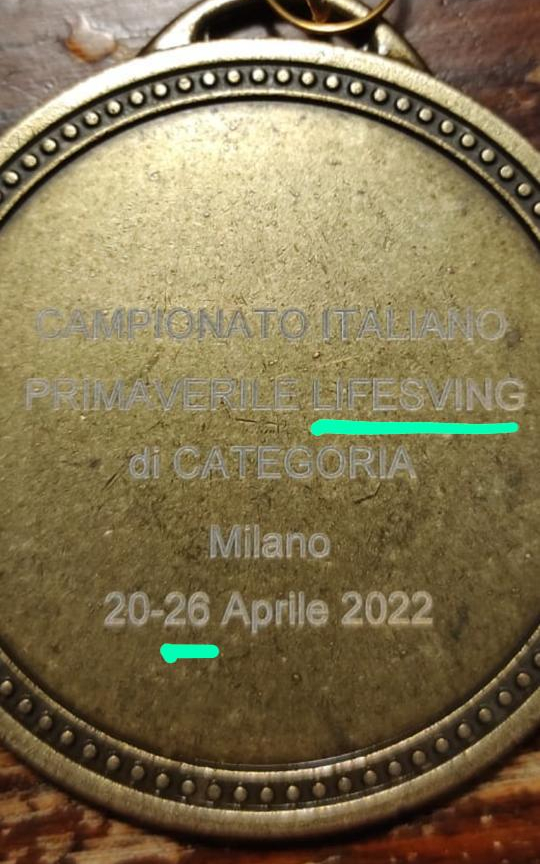 CAMPIONATO ITALIANO
PRIMAVERILE LIFESVING
di CATEGORIA
Milano
20-26 Aprile 2022